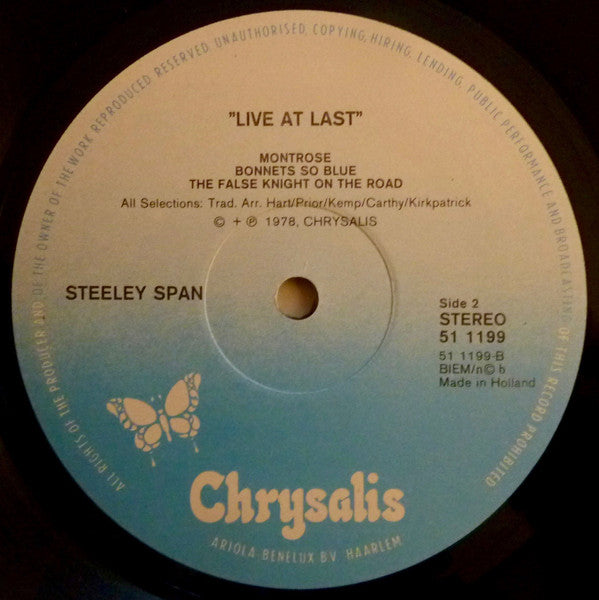 ALL RIGHTS OF THE PRODUCER AND OF THE OWNER OF THE WORK REPRODUCED RESERVED. UNAUTHORISED, COPYING, HIRING, LENDING, PUBLIC PERFORMANCE AND BROADCASTING OF THIS RECORD PROHIBITED.
"LIVE AT LAST"
MONTROSE
BONNETS SO BLUE
THE FALSE KNIGHT ON THE ROAD
All Selections: Trad. Arr. Hart/Prior/Kemp/Carthy/Kirkpatrick
© + ℗ 1978, CHRYSALIS
STEELEY SPAN
Side 2
STEREO
51 1199
51 1199-B
BIEM/n©b
Made in Holland
Chrysalis
ARIOLA BENELUX B.V. HAARLEM